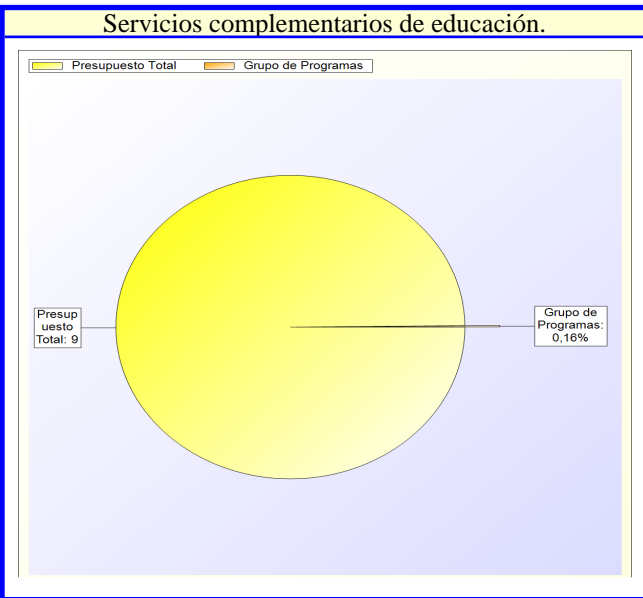 Servicios complementarios de educación.
Presupuesto Total
Grupo de Programas
Presup
uesto
Total: 9
Grupo de
Programas:
0,16%